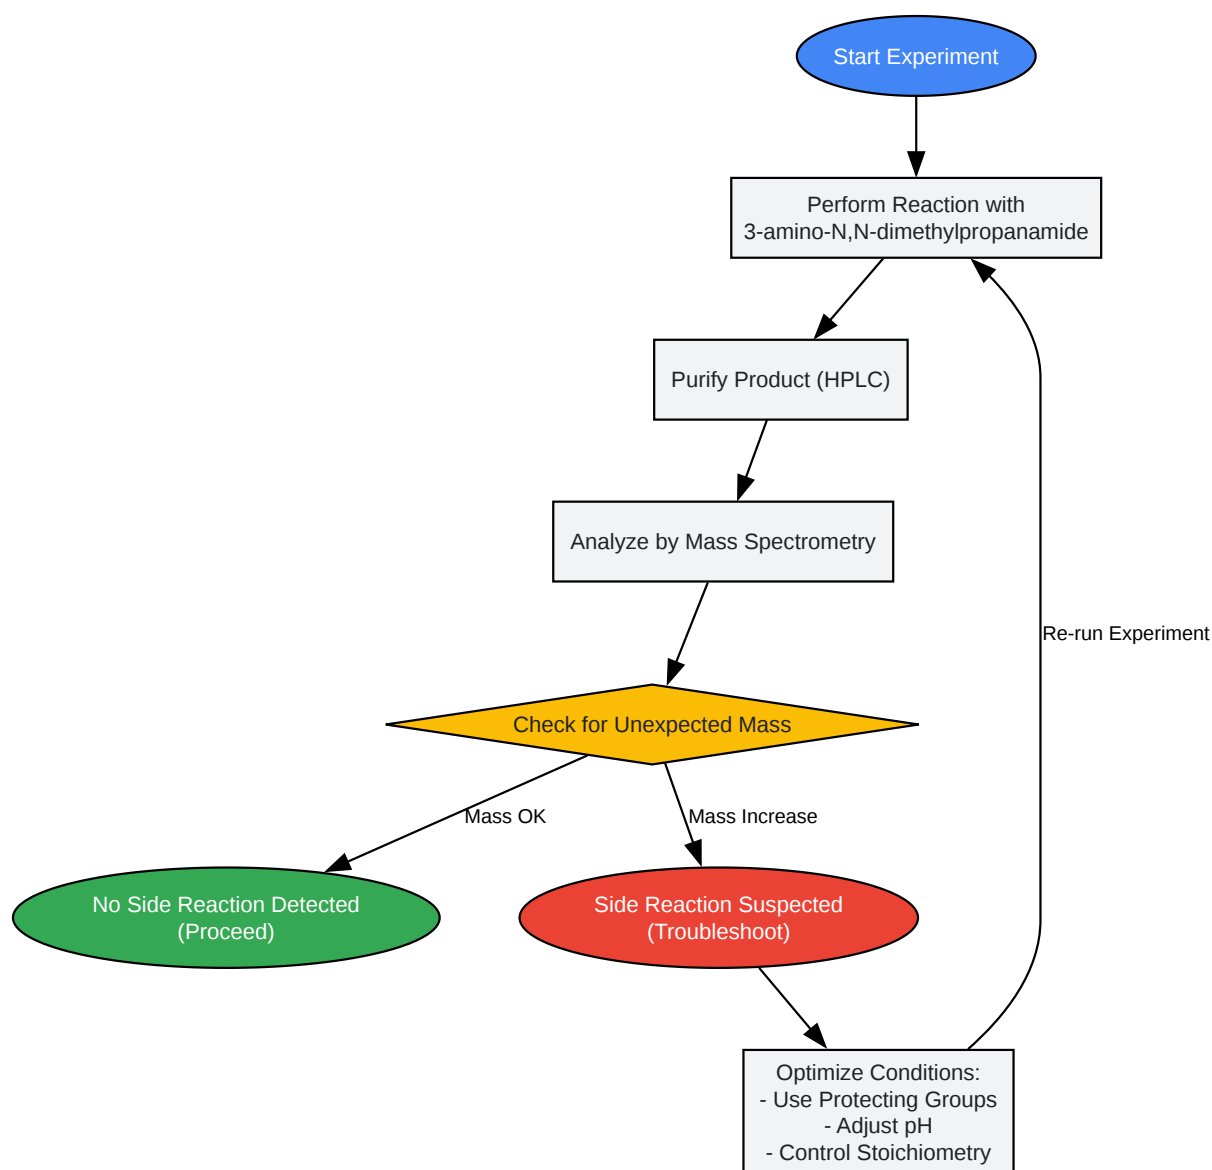 Start Experiment
Perform Reaction with
3-amino-N,N-dimethylpropanamide
Purify Product (HPLC)
Analyze by Mass Spectrometry
Re-run Experiment
Check for Unexpected Mass
Mass OK
Mass Increase
No Side Reaction Detected
(Proceed)
Side Reaction Suspected
(Troubleshoot)
Optimize Conditions:
- Use Protecting Groups
- Adjust pH
- Control Stoichiometry